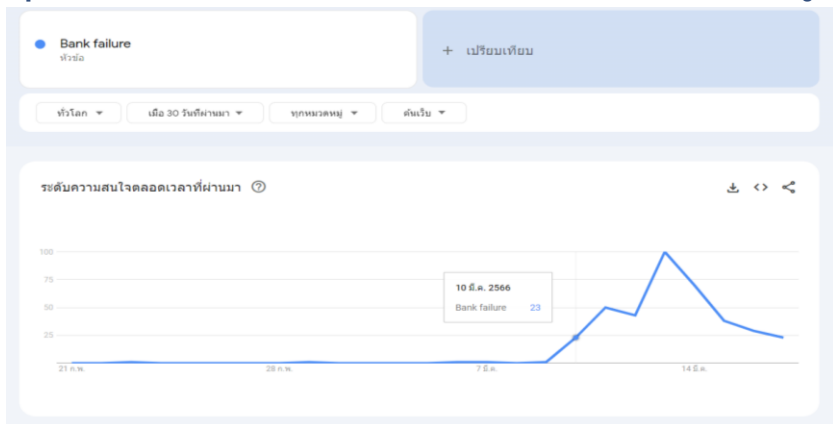 Bank failure
หัวข้อ
+ เปรียบเทียบ
ทั่วโลก
เมื่อ 30 วันที่ผ่านมา
ทุกหมวดหมู่
ค้นเว็บ
ระดับความสนใจตลอดเวลาที่ผ่านมา
100
75
50
25
10 มี.ค. 2566
Bank failure 23
21 ก.พ.
28 ก.พ.
7 มี.ค.
14 มี.ค.